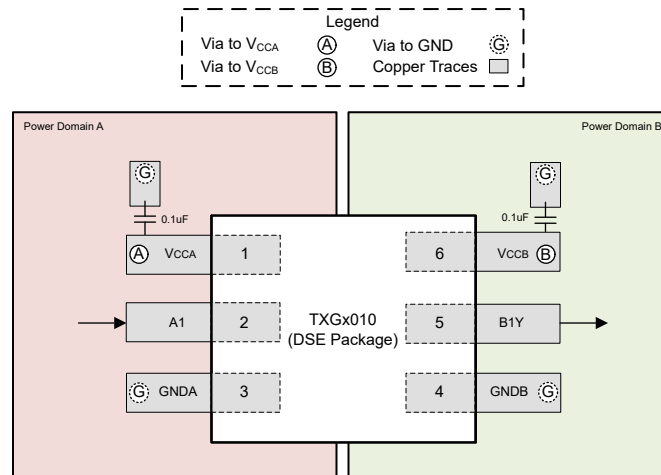 Legend
Via to VCCA A Via to GND G
Via to VCCB B Copper Traces
Power Domain A Power Domain B
G G
0.1uF 0.1uF
A VCCA 1 6 VCCB B
A1 2 TXGx010 5 B1Y
(DSE Package)
G GNDA 3 4 GNDB G